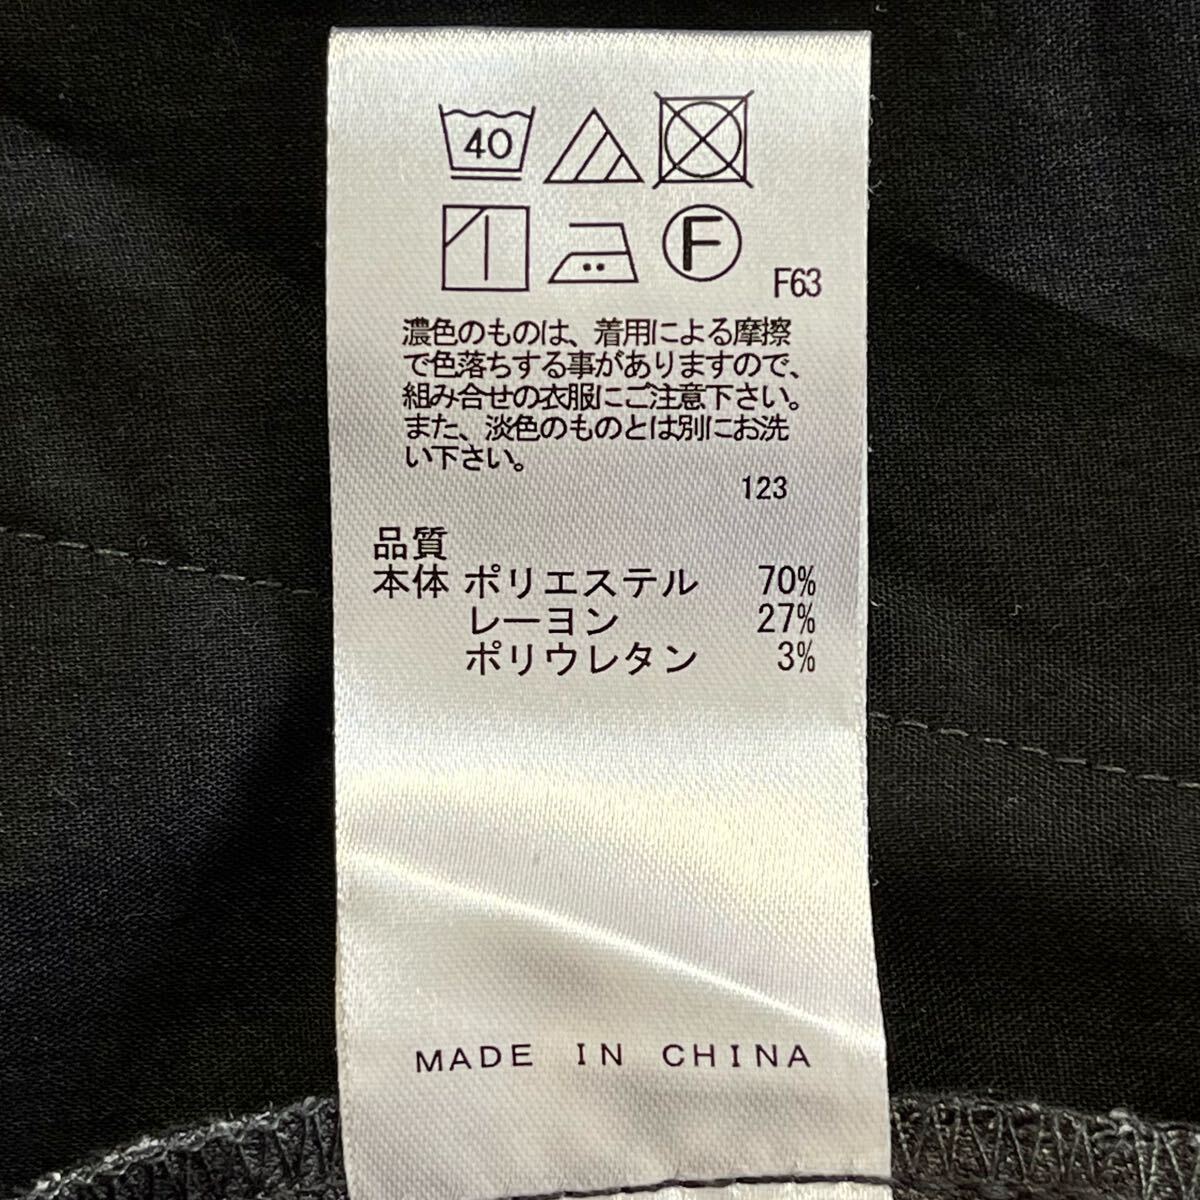 40
F
F63
濃色のものは、着用による摩擦
で色落ちする事がありますので、
組み合せの衣服にご注意下さい。
また、淡色のものとは別にお洗
い下さい。
123
品質
本体 ポリエステル 70%
レーヨン 27%
ポリウレタン 3%
MADE IN CHINA